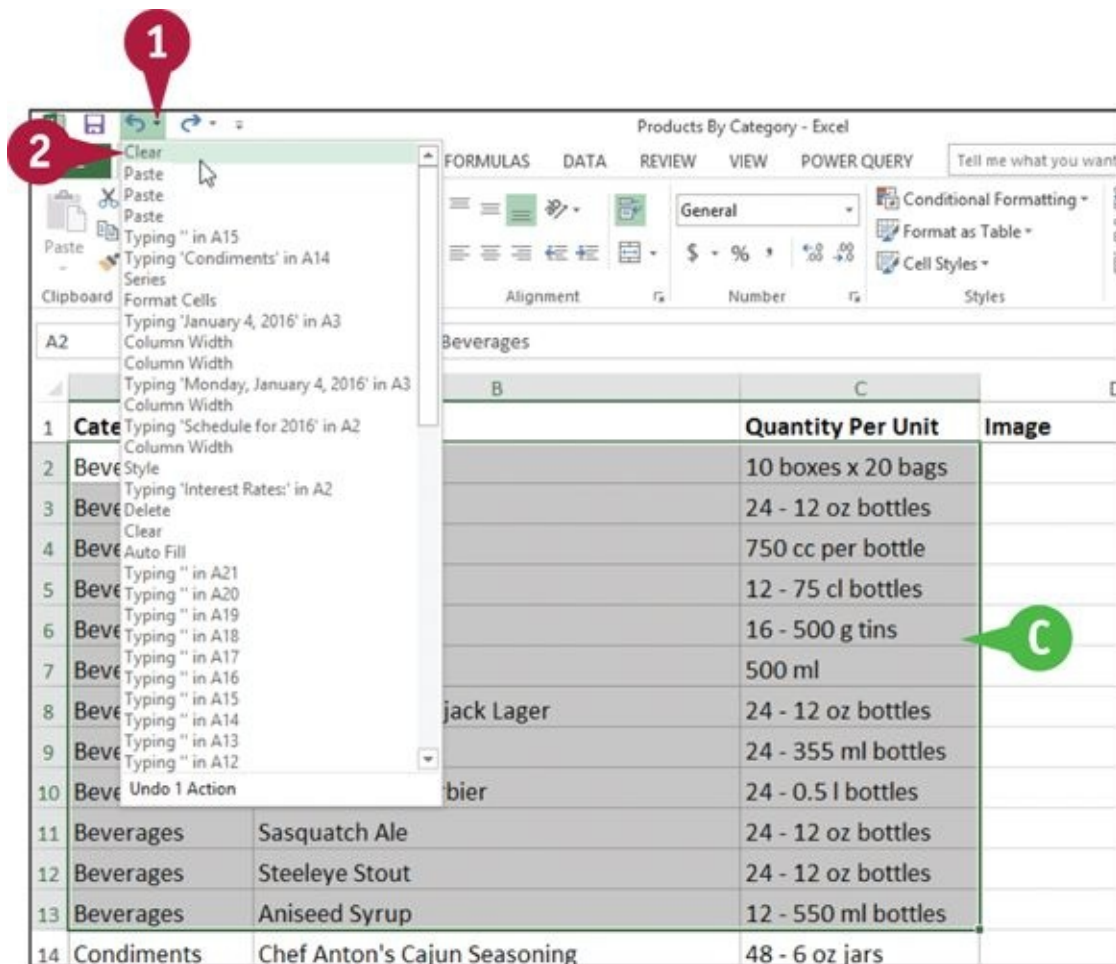 1
Products By Category - Excel
2
FORMULAS DATA REVIEW VIEW POWER QUERY Tell me what you want
Clear
Paste
Paste
Paste
Typing '' in A15
Typing 'Condiments' in A14
Series
Format Cells
Typing 'January 4, 2016' in A3
Column Width
Column Width
Typing 'Monday, January 4, 2016' in A3
Column Width
Typing 'Schedule for 2016' in A2
Column Width
Style
Typing 'Interest Rates:' in A2
Delete
Clear
Auto Fill
Typing '' in A21
Typing '' in A20
Typing '' in A19
Typing '' in A18
Typing '' in A17
Typing '' in A16
Typing '' in A15
Typing '' in A14
Typing '' in A13
Typing '' in A12
Undo 1 Action
Paste
Clipboard
General
$ % ,
Conditional Formatting
Format as Table
Cell Styles
Alignment Number Styles
A2 Beverages
B C D
1 Cate Quantity Per Unit Image
2 Beve 10 boxes x 20 bags
3 Beve 24 - 12 oz bottles
4 Beve 750 cc per bottle
5 Beve 12 - 75 cl bottles
6 Beve 16 - 500 g tins
C
7 Beve 500 ml
8 Beve jack Lager 24 - 12 oz bottles
9 Beve 24 - 355 ml bottles
10 Beve bier 24 - 0.5 l bottles
11 Beverages Sasquatch Ale 24 - 12 oz bottles
12 Beverages Steeleye Stout 24 - 12 oz bottles
13 Beverages Aniseed Syrup 12 - 550 ml bottles
14 Condiments Chef Anton's Cajun Seasoning 48 - 6 oz jars